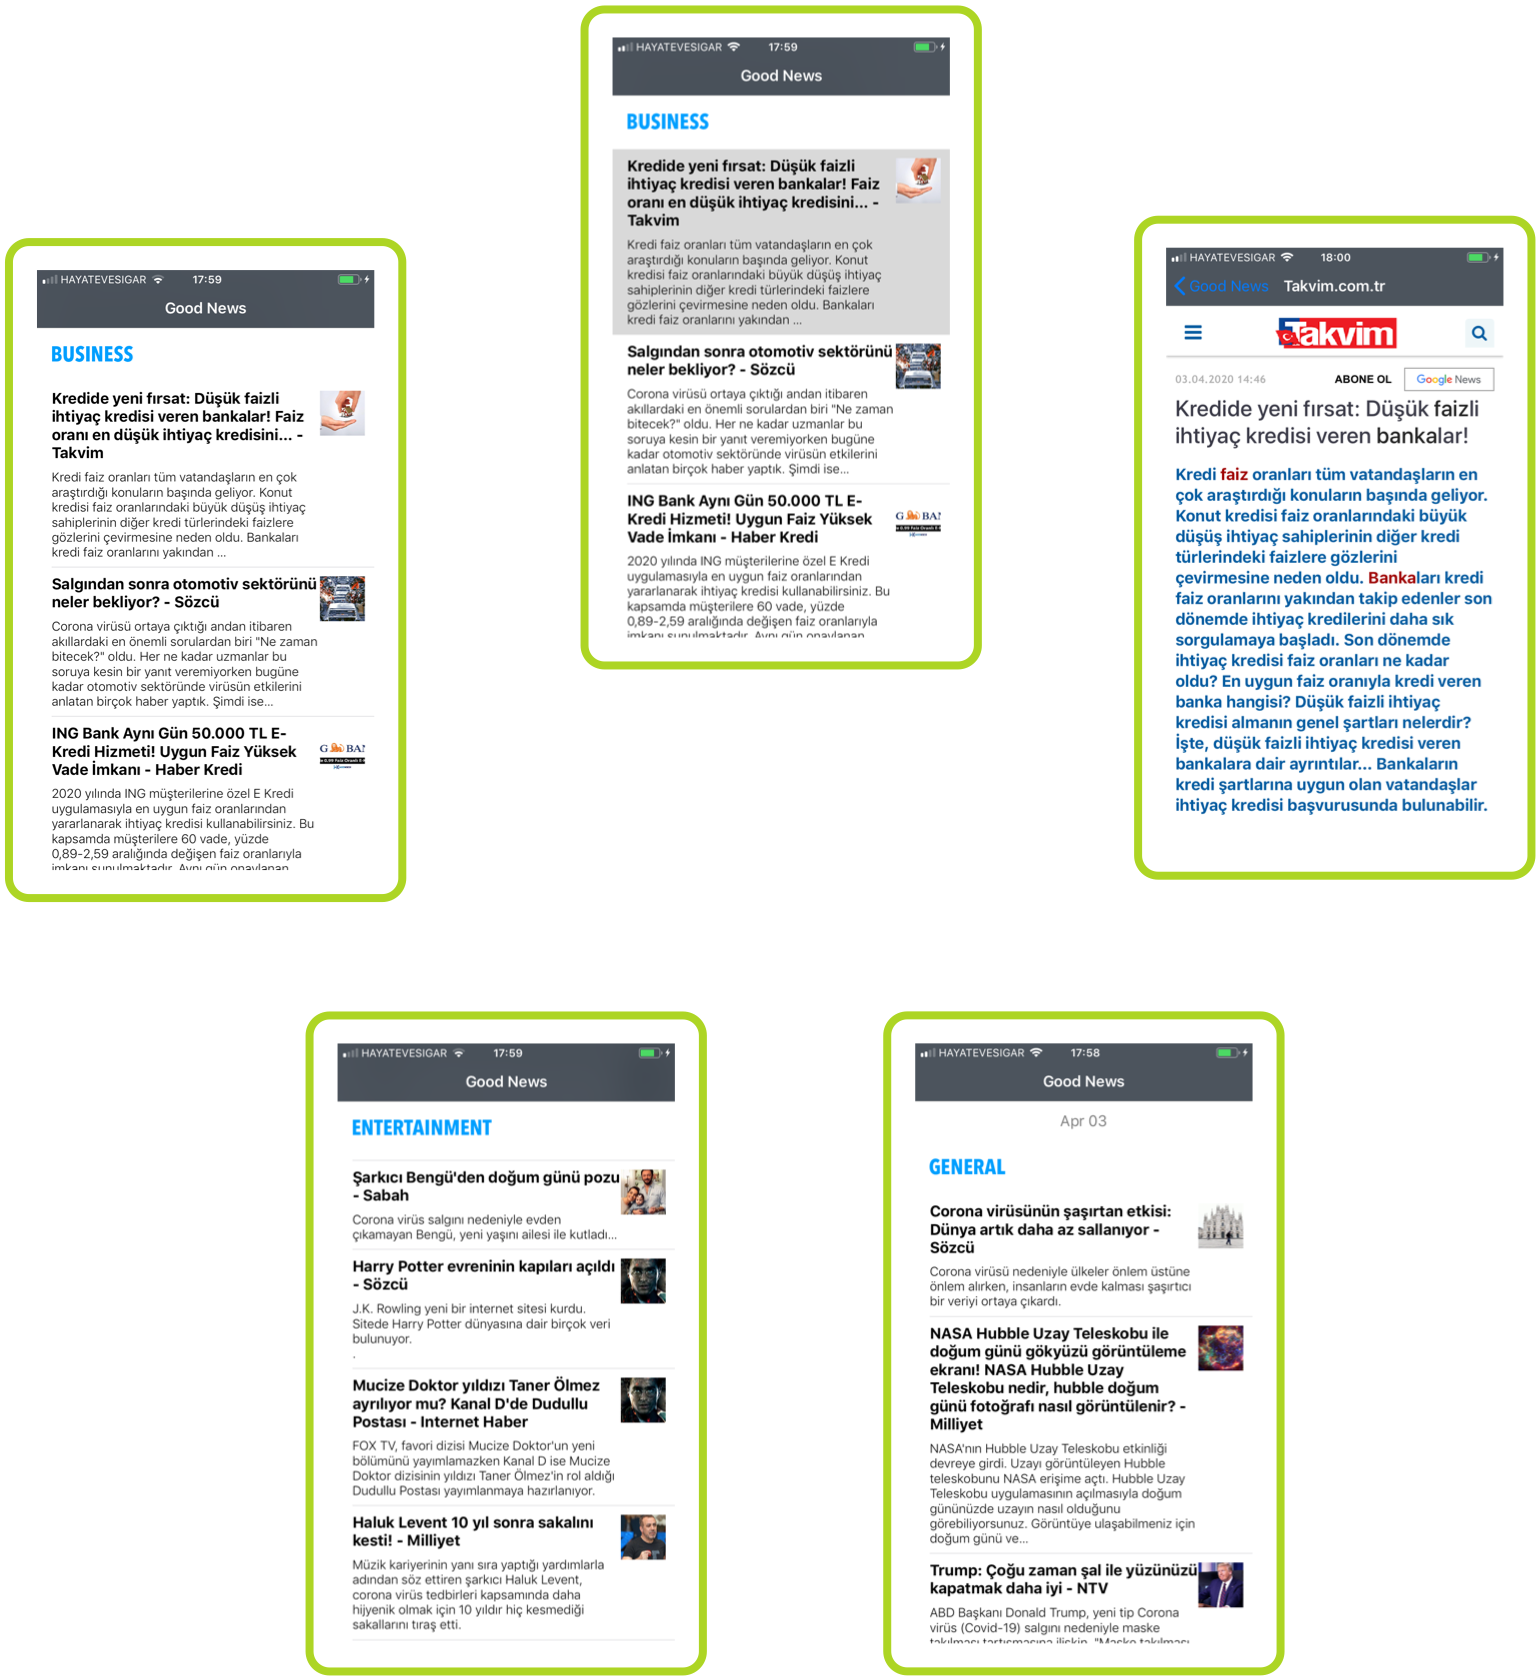 HAYATEVESIGAR 17:59
Good News
BUSINESS
Kredide yeni fırsat: Düşük faizli
ihtiyaç kredisi veren bankalar! Faiz
oranı en düşük ihtiyaç kredisini... -
Takvim
Kredi faiz oranları tüm vatandaşların en çok
araştırdığı konuların başında geliyor. Konut
kredisi faiz oranlarındaki büyük düşüş ihtiyaç
sahiplerinin diğer kredi türlerindeki faizlere
gözlerini çevirmesine neden oldu. Bankaları
kredi faiz oranlarını yakından ...
Salgından sonra otomotiv sektörünü
neler bekliyor? - Sözcü
Corona virüsü ortaya çıktığı andan itibaren
akıllardaki en önemli sorulardan biri "Ne zaman
bitecek?" oldu. Her ne kadar uzmanlar bu
soruya kesin bir yanıt veremiyorken bugüne
kadar otomotiv sektöründe virüsün etkilerini
anlatan birçok haber yaptık. Şimdi ise...
ING Bank Aynı Gün 50.000 TL E-
Kredi Hizmeti! Uygun Faiz Yüksek
Vade İmkanı - Haber Kredi
G BA
2020 yılında ING müşterilerine özel E Kredi
uygulamasıyla en uygun faiz oranlarından
yararlanarak ihtiyaç kredisi kullanabilirsiniz. Bu
kapsamda müşterilere 60 vade, yüzde
0,89-2,59 aralığında değişen faiz oranlarıyla
imkanı sunulmaktadır. Aynı gün onaylanan
HAYATEVESIGAR 17:59
Good News
BUSINESS
Kredide yeni fırsat: Düşük faizli
ihtiyaç kredisi veren bankalar! Faiz
oranı en düşük ihtiyaç kredisini... -
Takvim
Kredi faiz oranları tüm vatandaşların en çok
araştırdığı konuların başında geliyor. Konut
kredisi faiz oranlarındaki büyük düşüş ihtiyaç
sahiplerinin diğer kredi türlerindeki faizlere
gözlerini çevirmesine neden oldu. Bankaları
kredi faiz oranlarını yakından ...
Salgından sonra otomotiv sektörünü
neler bekliyor? - Sözcü
Corona virüsü ortaya çıktığı andan itibaren
akıllardaki en önemli sorulardan biri "Ne zaman
bitecek?" oldu. Her ne kadar uzmanlar bu
soruya kesin bir yanıt veremiyorken bugüne
kadar otomotiv sektöründe virüsün etkilerini
anlatan birçok haber yaptık. Şimdi ise...
ING Bank Aynı Gün 50.000 TL E-
Kredi Hizmeti! Uygun Faiz Yüksek
Vade İmkanı - Haber Kredi
G BA
2020 yılında ING müşterilerine özel E Kredi
uygulamasıyla en uygun faiz oranlarından
yararlanarak ihtiyaç kredisi kullanabilirsiniz. Bu
kapsamda müşterilere 60 vade, yüzde
0,89-2,59 aralığında değişen faiz oranlarıyla
imkanı sunulmaktadır. Aynı gün onaylanan
HAYATEVESIGAR 18:00
Good News Takvim.com.tr
Takvim
03.04.2020 14:46 ABONE OL Google News
Kredide yeni fırsat: Düşük faizli
ihtiyaç kredisi veren bankalar!
Kredi faiz oranları tüm vatandaşların en
çok araştırdığı konuların başında geliyor.
Konut kredisi faiz oranlarındaki büyük
düşüş ihtiyaç sahiplerinin diğer kredi
türlerindeki faizlere gözlerini
çevirmesine neden oldu. Bankaları kredi
faiz oranlarını yakından takip edenler son
dönemde ihtiyaç kredilerini daha sık
sorgulamaya başladı. Son dönemde
ihtiyaç kredisi faiz oranları ne kadar
oldu? En uygun faiz oranıyla kredi veren
banka hangisi? Düşük faizli ihtiyaç
kredisi almanın genel şartları nelerdir?
İşte, düşük faizli ihtiyaç kredisi veren
bankalara dair ayrıntılar... Bankaların
kredi şartlarına uygun olan vatandaşlar
ihtiyaç kredisi başvurusunda bulunabilir.
HAYATEVESIGAR 17:59
Good News
ENTERTAINMENT
Şarkıcı Bengü'den doğum günü pozu
- Sabah
Corona virüs salgını nedeniyle evden
çıkamayan Bengü, yeni yaşını ailesi ile kutladı...
Harry Potter evreninin kapıları açıldı
- Sözcü
J.K. Rowling yeni bir internet sitesi kurdu.
Sitede Harry Potter dünyasına dair birçok veri
bulunuyor.
.
Mucize Doktor yıldızı Taner Ölmez
ayrılıyor mu? Kanal D'de Dudullu
Postası - Internet Haber
FOX TV, favori dizisi Mucize Doktor'un yeni
bölümünü yayımlamazken Kanal D ise Mucize
Doktor dizisinin yıldızı Taner Ölmez'in rol aldığı
Dudullu Postası yayımlanmaya hazırlanıyor.
Haluk Levent 10 yıl sonra sakalını
kesti! - Milliyet
Müzik kariyerinin yanı sıra yaptığı yardımlarla
adından söz ettiren şarkıcı Haluk Levent,
corona virüs tedbirleri kapsamında daha
hijyenik olmak için 10 yıldır hiç kesmediği
sakallarını tıraş etti.
HAYATEVESIGAR 17:58
Good News
Apr 03
GENERAL
Corona virüsünün şaşırtan etkisi:
Dünya artık daha az sallanıyor -
Sözcü
Corona virüsü nedeniyle ülkeler önlem üstüne
önlem alırken, insanların evde kalması şaşırtıcı
bir veriyi ortaya çıkardı.
NASA Hubble Uzay Teleskobu ile
doğum günü gökyüzü görüntüleme
ekranı! NASA Hubble Uzay
Teleskobu nedir, hubble doğum
günü fotoğrafı nasıl görüntülenir? -
Milliyet
NASA'nın Hubble Uzay Teleskobu etkinliği
devreye girdi. Uzayı görüntüleyen Hubble
teleskobunu NASA erişime açtı. Hubble Uzay
Teleskobu uygulamasının açılmasıyla doğum
gününüzde uzayın nasıl olduğunu
görebiliyorsunuz. Görüntüye ulaşabilmeniz için
doğum günü ve...
Trump: Çoğu zaman şal ile yüzünüzü
kapatmak daha iyi - NTV
ABD Başkanı Donald Trump, yeni tip Corona
virüs (Covid-19) salgını nedeniyle maske
takılması tartışmasına ilişkin, "Maske takılması